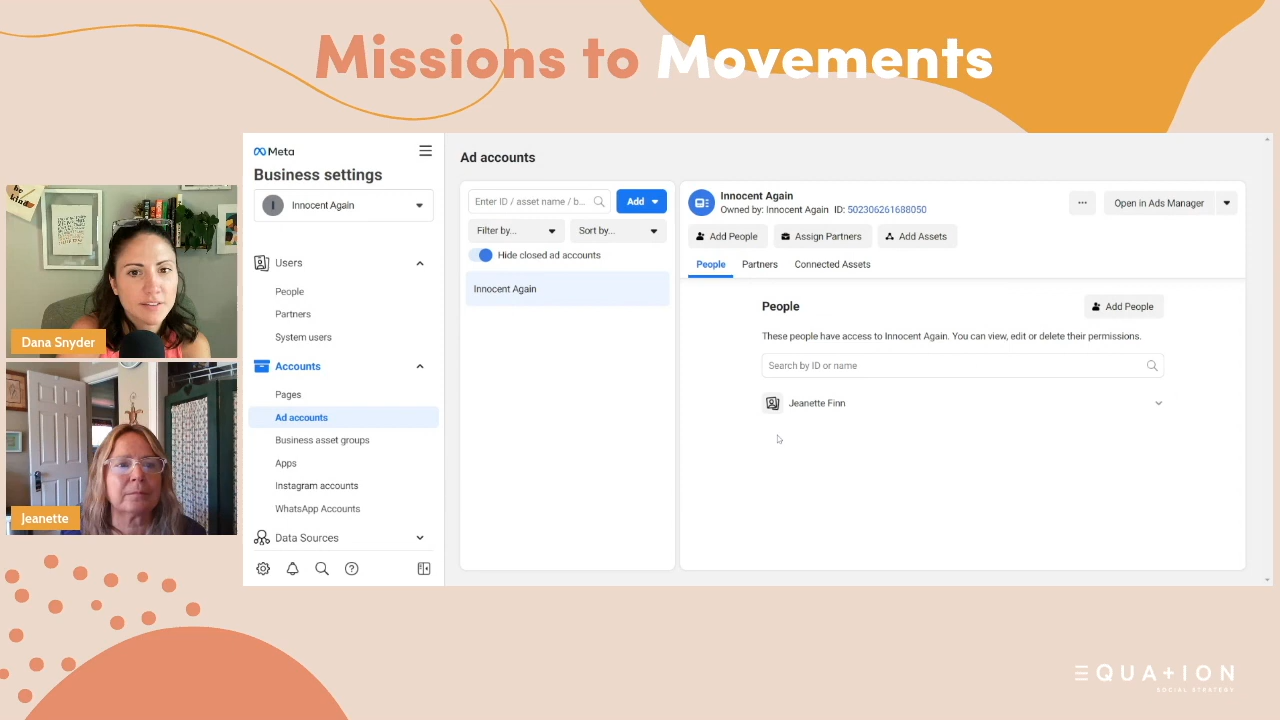 Missions to Movements
be
kind
Dana Snyder
Jeanette
Meta
Business settings
I
Innocent Again
Users
People
Partners
System users
Accounts
Pages
Ad accounts
Business asset groups
Apps
Instagram accounts
WhatsApp Accounts
Data Sources
Ad accounts
Enter ID / asset name / b...
Add
Filter by...
Sort by...
Hide closed ad accounts
Innocent Again
Innocent Again
Owned by: Innocent Again ID: 502306261688050
...
Open in Ads Manager
Add People
Assign Partners
Add Assets
People
Partners
Connected Assets
People
Add People
These people have access to Innocent Again. You can view, edit or delete their permissions.
Search by ID or name
Jeanette Finn
EQUATION
SOCIAL STRATEGY